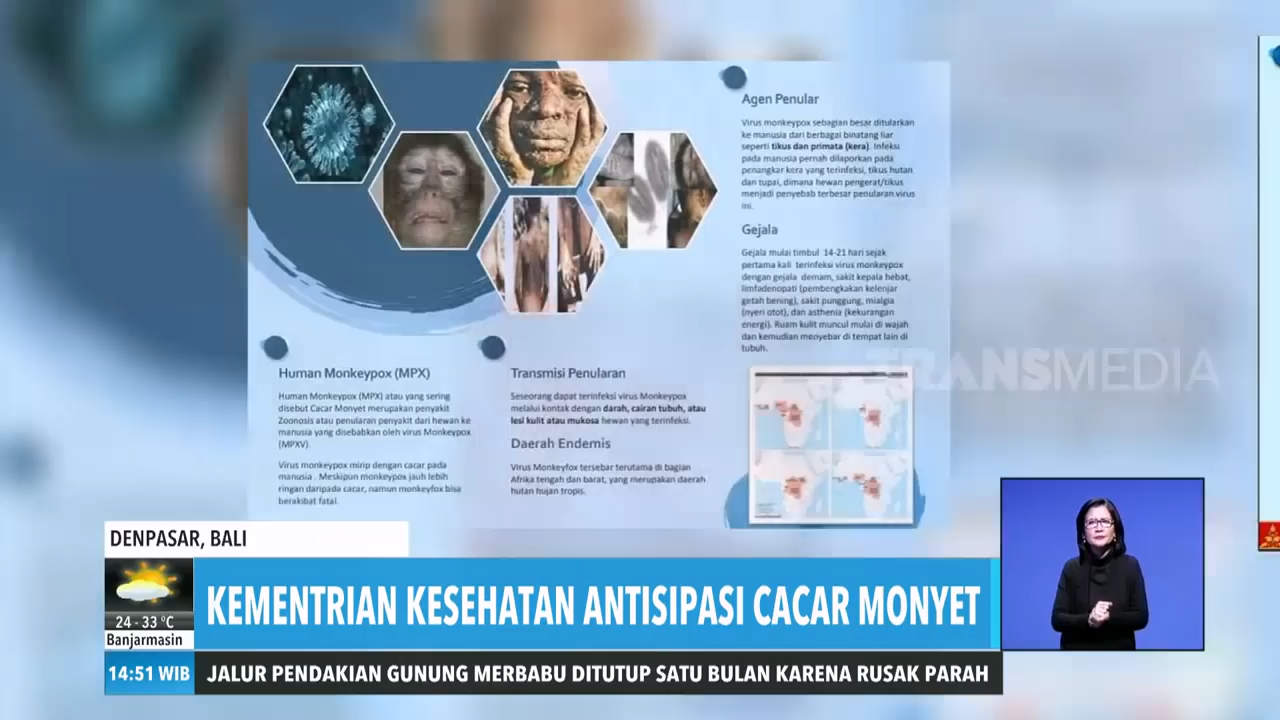 Agen Penular
Virus monkeypox sebagian besar ditularkan
ke manusia dari berbagai binatang liar
seperti tikus dan primata (kera). Infeksi
pada manusia pernah dilaporkan pada
penangkar kera yang terinfeksi, tikus hutan
dan tupai, dimana hewan pengerat/tikus
menjadi penyebab terbesar penularan virus
ini.
Gejala
Gejala mulai timbul 14-21 hari sejak
pertama kali terinfeksi virus monkeypox
dengan gejala demam, sakit kepala hebat,
limfadenopati (pembengkakan kelenjar
getah bening), sakit punggung, mialgia
(nyeri otot), dan asthenia (kekurangan
energi). Ruam kulit muncul mulai di wajah
dan kemudian menyebar di tempat lain di
tubuh.
TRANSMEDIA
Human Monkeypox (MPX)
Human Monkeypox (MPX) atau yang sering
disebut Cacar Monyet merupakan penyakit
Zoonosis atau penularan penyakit dari hewan ke
manusia yang disebabkan oleh virus Monkeypox
(MPXV).
Virus monkeypox mirip dengan cacar pada
manusia . Meskipun monkeypox jauh lebih
ringan daripada cacar, namun monkeyfox bisa
berakibat fatal.
Transmisi Penularan
Seseorang dapat terinfeksi virus Monkeypox
melalui kontak dengan darah, cairan tubuh, atau
lesi kulit atau mukosa hewan yang terinfeksi.
Daerah Endemis
Virus Monkeyfox tersebar terutama di bagian
Afrika tengah dan barat, yang merupakan daerah
hutan hujan tropis.
DENPASAR, BALI
KEMENTRIAN KESEHATAN ANTISIPASI CACAR MONYET
24 - 33 °C
Banjarmasin
14:51 WIB
JALUR PENDAKIAN GUNUNG MERBABU DITUTUP SATU BULAN KARENA RUSAK PARAH